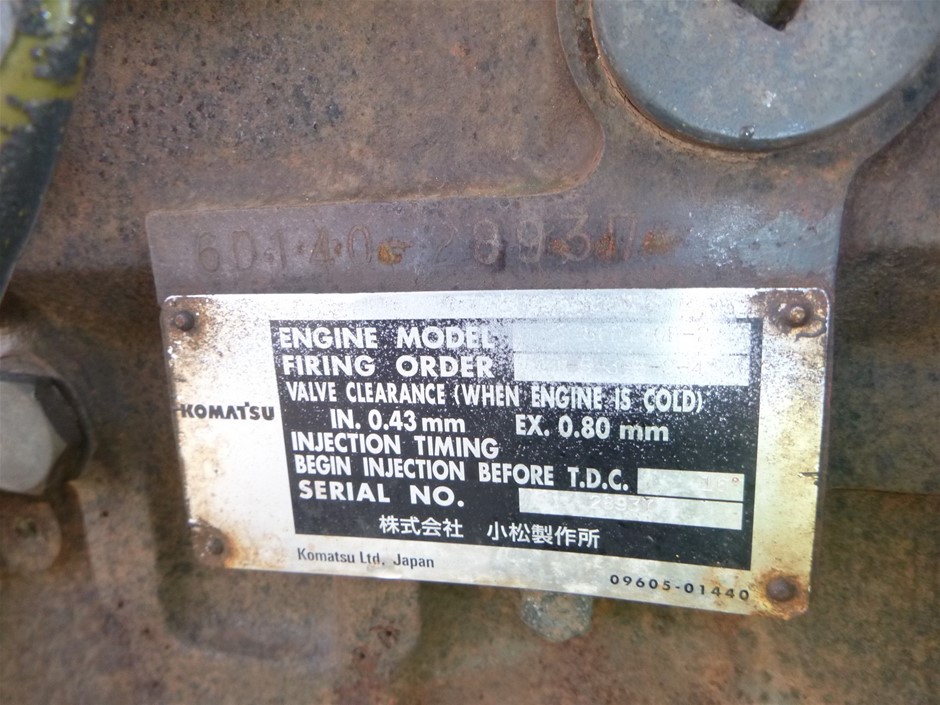 6D140 29937
ENGINE MODEL
FIRING ORDER
VALVE CLEARANCE (WHEN ENGINE IS COLD)
KOMATSU
IN. 0.43 mm EX. 0.80 mm
INJECTION TIMING
BEGIN INJECTION BEFORE T.D.C.
SERIAL NO.
株式会社 小松製作所
Komatsu Ltd. Japan
09605-01440